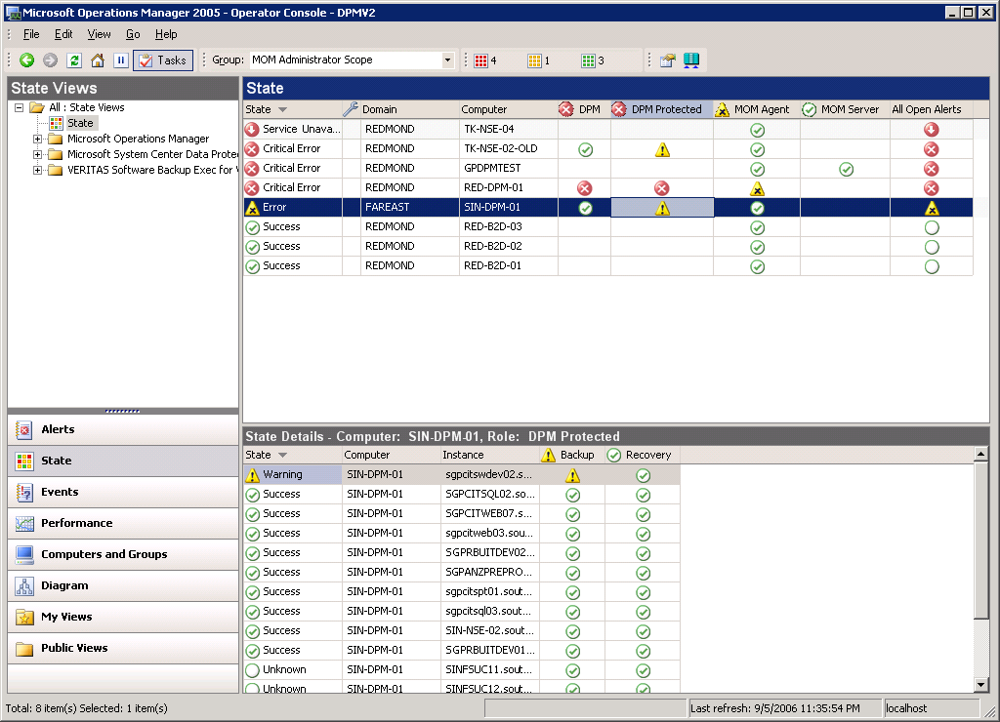 Microsoft Operations Manager 2005 - Operator Console - DPMV2
File Edit View Go Help
Tasks Group: MOM Administrator Scope 4 1 3
State Views
All : State Views
State
Microsoft Operations Manager
Microsoft System Center Data Prote
VERITAS Software Backup Exec for
Alerts
State
Events
Performance
Computers and Groups
Diagram
My Views
Public Views
State
State Domain Computer DPM DPM Protected MOM Agent MOM Server All Open Alerts
Service Unava... REDMOND TK-NSE-04
Critical Error REDMOND TK-NSE-02-OLD
Critical Error REDMOND GPDPMTEST
Critical Error REDMOND RED-DPM-01
Error FAREAST SIN-DPM-01
Success REDMOND RED-B2D-03
Success REDMOND RED-B2D-02
Success REDMOND RED-B2D-01
State Details - Computer: SIN-DPM-01, Role: DPM Protected
State Computer Instance Backup Recovery
Warning SIN-DPM-01 sgpcitswdev02.s...
Success SIN-DPM-01 SGPCITSQL02.so...
Success SIN-DPM-01 SGPCITWEB07.s...
Success SIN-DPM-01 sgpcitweb03.sou...
Success SIN-DPM-01 SGPRBUITDEV02...
Success SIN-DPM-01 SGPANZPREPRO...
Success SIN-DPM-01 sgpcitspt01.sout...
Success SIN-DPM-01 sgpcitsql03.sout...
Success SIN-DPM-01 SIN-NSE-02.sout...
Success SIN-DPM-01 SGPRBUITDEV01...
Unknown SIN-DPM-01 SINFSUC11.sout...
Unknown SIN-DPM-01 SINFSUC12.sout...
Total: 8 item(s) Selected: 1 item(s) Last refresh: 9/5/2006 11:35:54 PM localhost